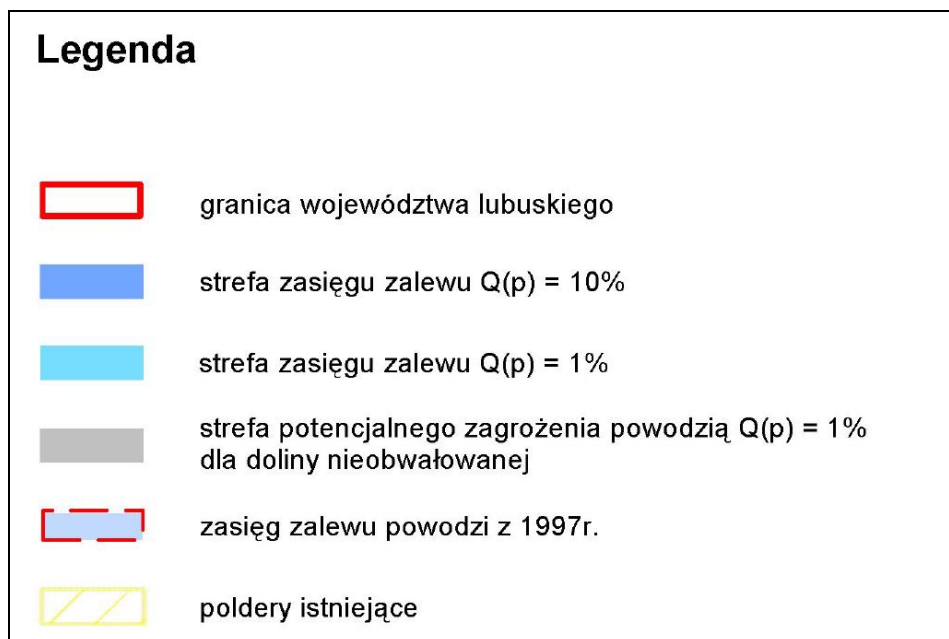 Legenda
granica województwa lubuskiego
strefa zasięgu zalewu Q(p) = 10%
strefa zasięgu zalewu Q(p) = 1%
strefa potencjalnego zagrożenia powodzią Q(p) = 1%
dla doliny nieobwałowanej
zasięg zalewu powodzi z 1997r.
poldery istniejące